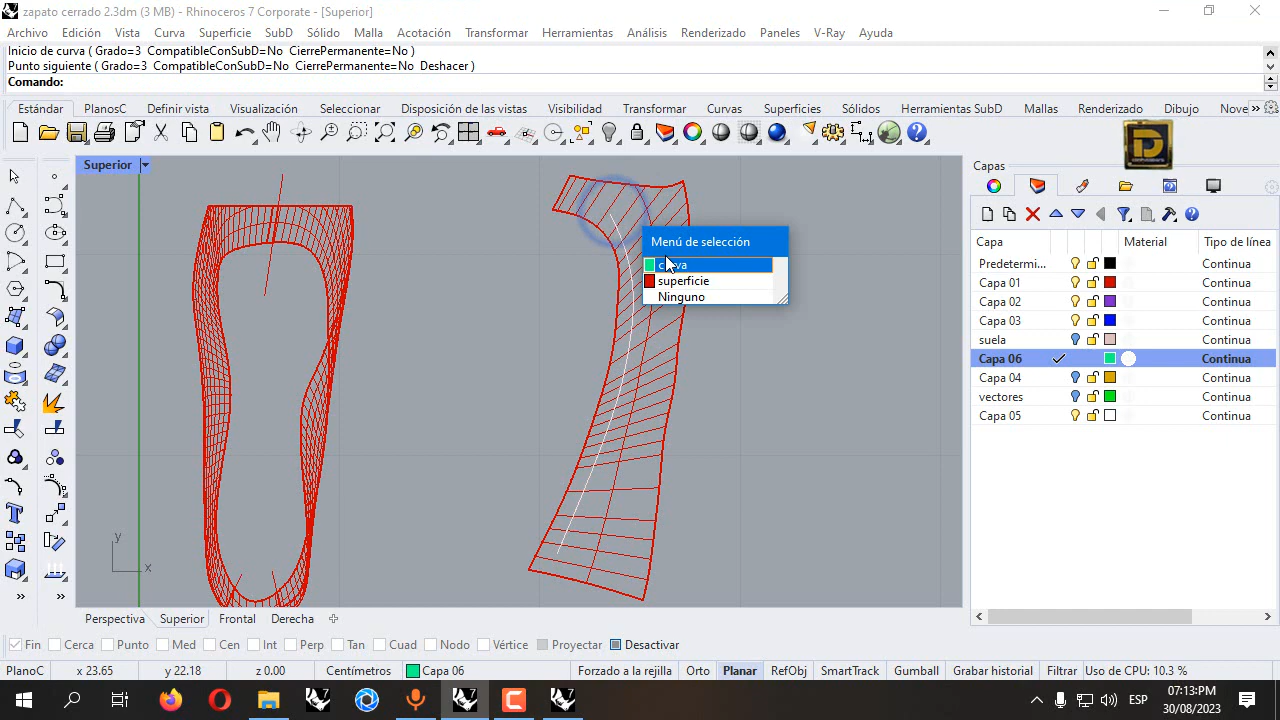 zapato cerrado 2.3dm (3 MB) - Rhinoceros 7 Corporate - [Superior]
Archivo Edición Vista Curva Superficie SubD Sólido Malla Acotación Transformar Herramientas Análisis Renderizado Paneles V-Ray Ayuda
Inicio de curva ( Grado=3 CompatibleConSubD=No CierrePermanente=No )
Punto siguiente ( Grado=3 CompatibleConSubD=No CierrePermanente=No Deshacer )
Comando:
Estándar PlanosC Definir vista Visualización Seleccionar Disposición de las vistas Visibilidad Transformar Curvas Superficies Sólidos Herramientas SubD Mallas Renderizado Dibujo Nove
Superior
Capas
Menú de selección
superficie
Ninguno
Capa Material Tipo de línea
Predetermi... Continua
Capa 01 Continua
Capa 02 Continua
Capa 03 Continua
suela Continua
Capa 06 Continua
Capa 04 Continua
vectores Continua
Capa 05 Continua
y
x
Perspectiva Superior Frontal Derecha
Fin Cerca Punto Med Cen Int Perp Tan Cuad Nodo Vértice Proyectar Desactivar
PlanoC x 23.65 y 22.18 z 0.00 Centímetros Capa 06 Forzado a la rejilla Orto Planar RefObj SmartTrack Gumball Grabar historial Filtrar Uso de CPU: 10.3 %
ESP
07:13:PM
30/08/2023